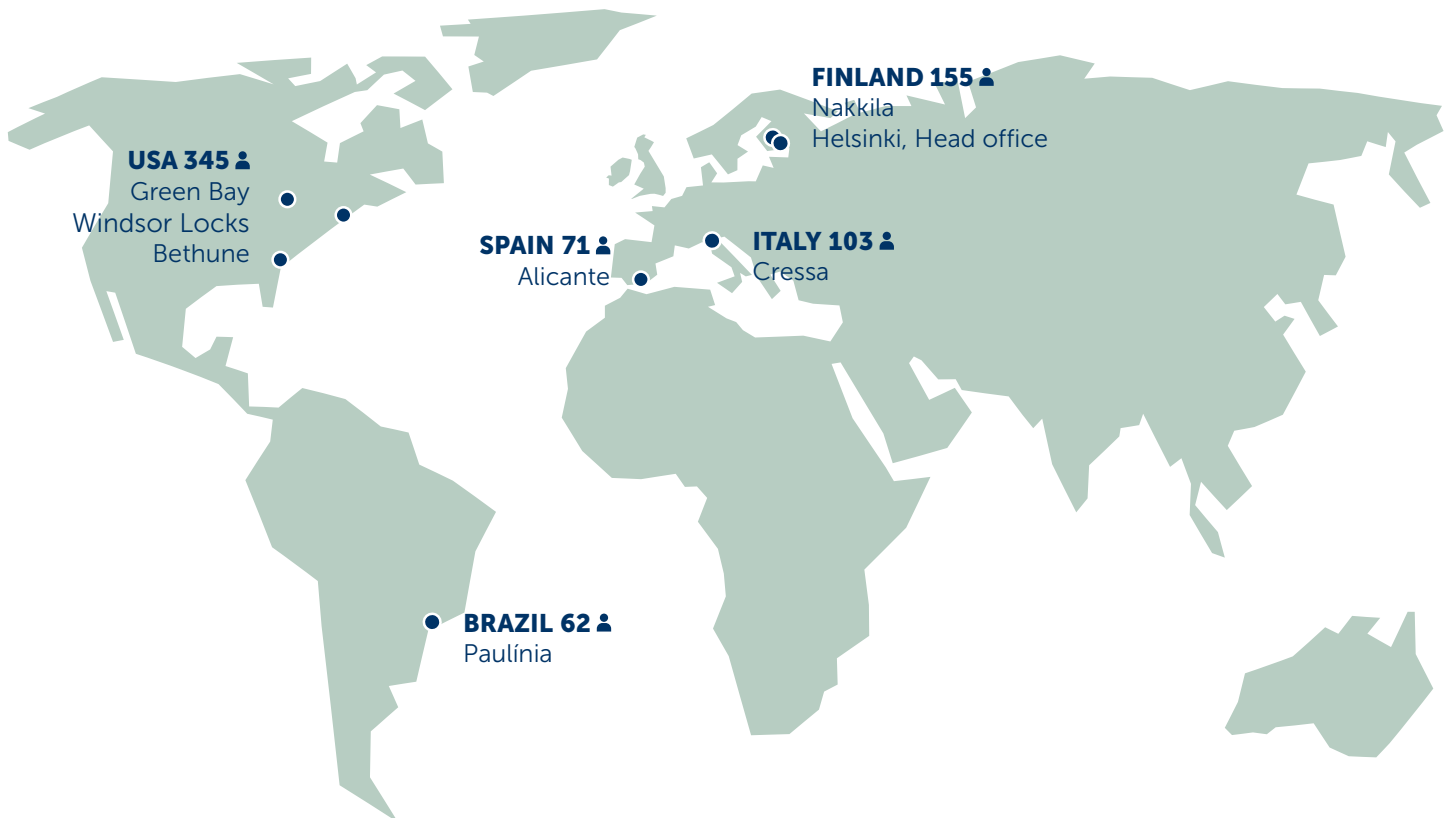 FINLAND 155
Nakkila
Helsinki, Head office
USA 345
Green Bay
Windsor Locks
Bethune
SPAIN 71
Alicante
ITALY 103
Cressa
BRAZIL 62
Paulínia